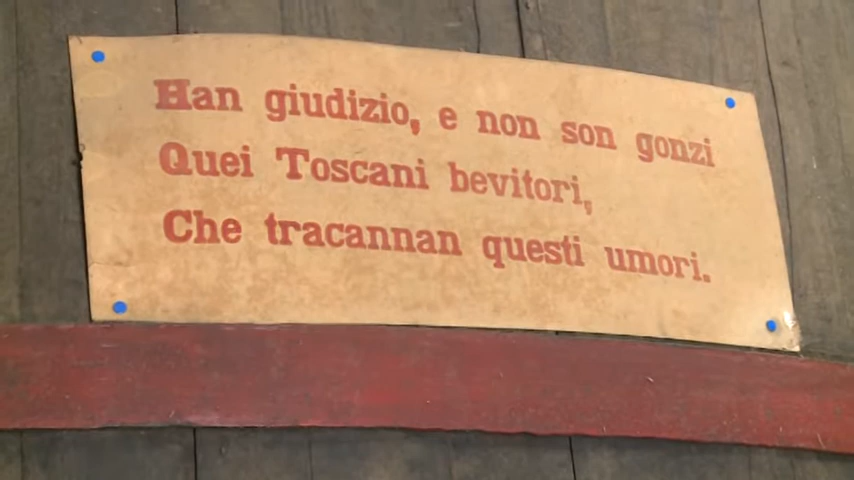 Han giudizio, e non son gonzi
Quei Toscani bevitori,
Che tracannan questi umori.